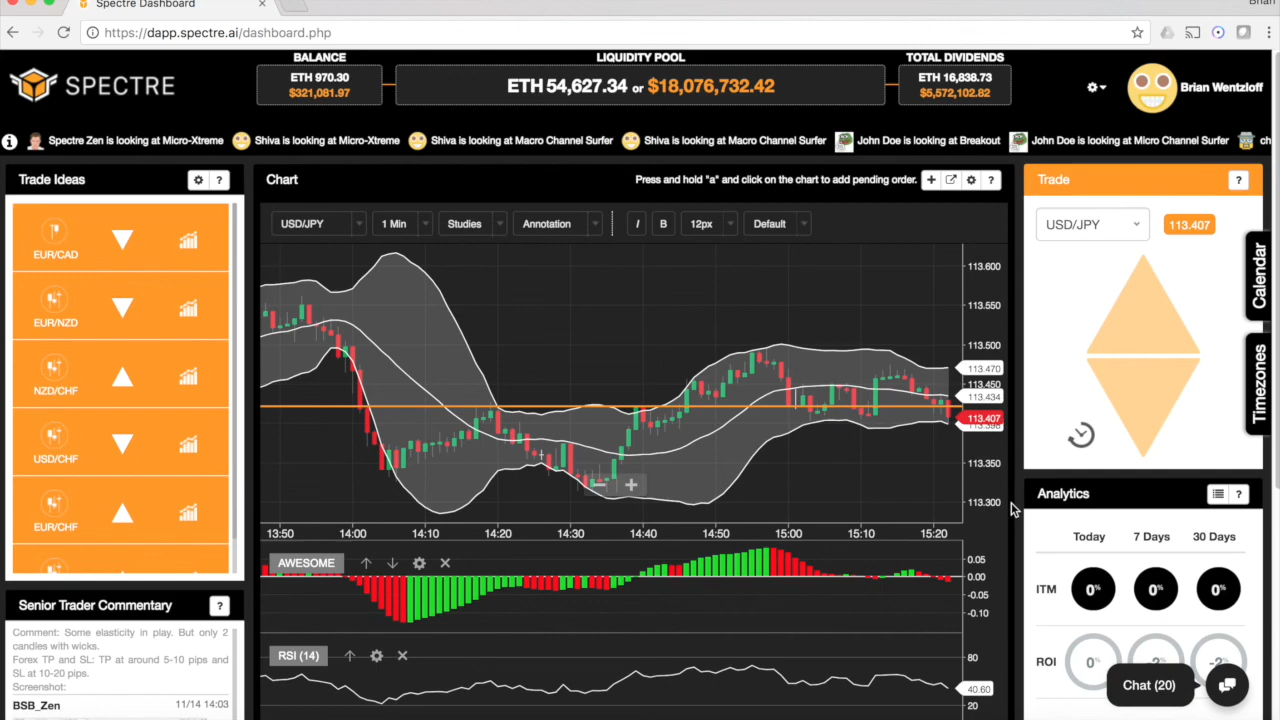 Spectre Dashboard
Brian
https://dapp.spectre.ai/dashboard.php
BALANCE
ETH 970.30
$321,081.97
LIQUIDITY POOL
ETH 54,627.34 or $18,076,732.42
TOTAL DIVIDENDS
ETH 16,838.73
$5,572,102.82
SPECTRE
Brian Wentzloff
Spectre Zen is looking at Micro-Xtreme
Shiva is looking at Micro-Xtreme
Shiva is looking at Macro Channel Surfer
Shiva is looking at Macro Channel Surfer
John Doe is looking at Breakout
John Doe is looking at Micro Channel Surfer
ch
Trade Ideas
?
EUR/CAD
EUR/NZD
NZD/CHF
USD/CHF
EUR/CHF
Senior Trader Commentary
?
Comment: Some elasticity in play. But only 2
candles with wicks.
Forex TP and SL: TP at around 5-10 pips and
SL at 10-20 pips.
Screenshot:
BSB_Zen 11/14 14:03
Chart
Press and hold "a" and click on the chart to add pending order.
+
?
USD/JPY
1 Min
Studies
Annotation
I
B
12px
Default
113.600
113.550
113.500
113.470
113.450
113.434
113.407
113.350
113.300
13:50 14:00 14:10 14:20 14:30 14:40 14:50 15:00 15:10 15:20
AWESOME
0.05
0.00
-0.05
-0.10
RSI (14)
80
40.60
20
Trade
?
USD/JPY
113.407
Calendar
Timezones
Analytics
?
Today 7 Days 30 Days
ITM 0% 0% 0%
ROI 0% -2% -2%
Chat (20)